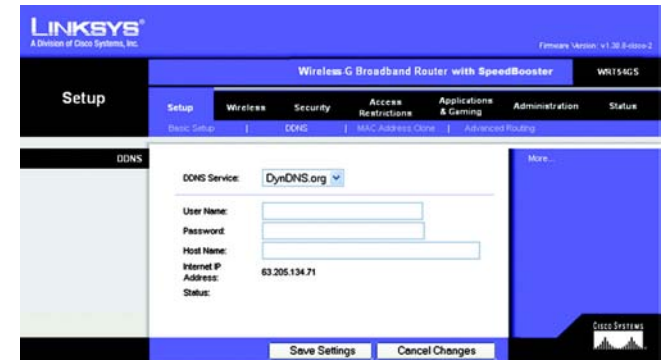 LINKSYS®
A Division of Cisco Systems, Inc.
Firmware Version: v1.30.8-cisco-2
Wireless-G Broadband Router with SpeedBooster WRT54GS
Setup
Setup Wireless Security Access Restrictions Applications & Gaming Administration Status
Basic Setup | DDNS | MAC Address Clone | Advanced Routing
DDNS
More...
DDNS Service: DynDNS.org
User Name:
Password:
Host Name:
Internet IP Address: 63.205.134.71
Status:
Save Settings Cancel Changes
CISCO SYSTEMS